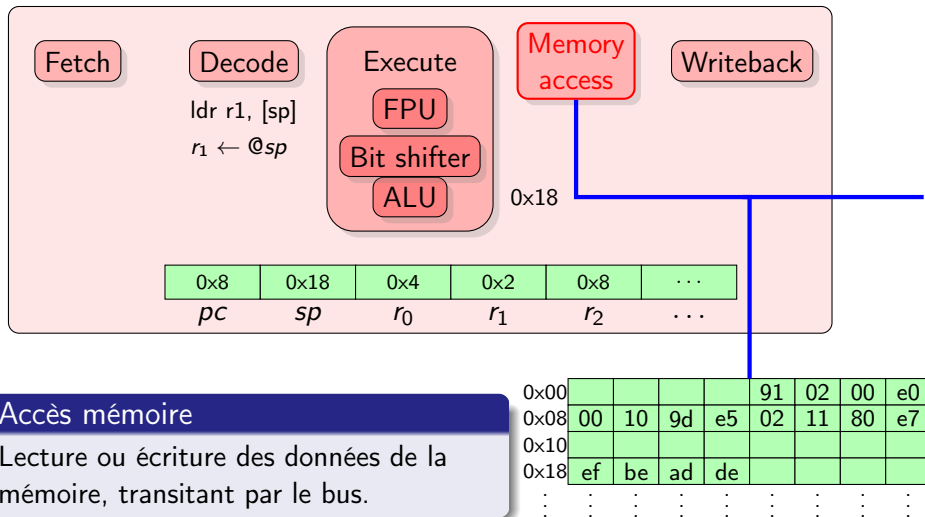 Fetch
Decode
Execute
Memory
access
Writeback
ldr r1, [sp]
r₁ ← @sp
FPU
Bit shifter
ALU
0x18
0x8 0x18 0x4 0x2 0x8 ...
pc sp r₀ r₁ r₂ ...
Accès mémoire
Lecture ou écriture des données de la
mémoire, transitant par le bus.
0x00 91 02 00 e0
0x08 00 10 9d e5 02 11 80 e7
0x10
0x18 ef be ad de